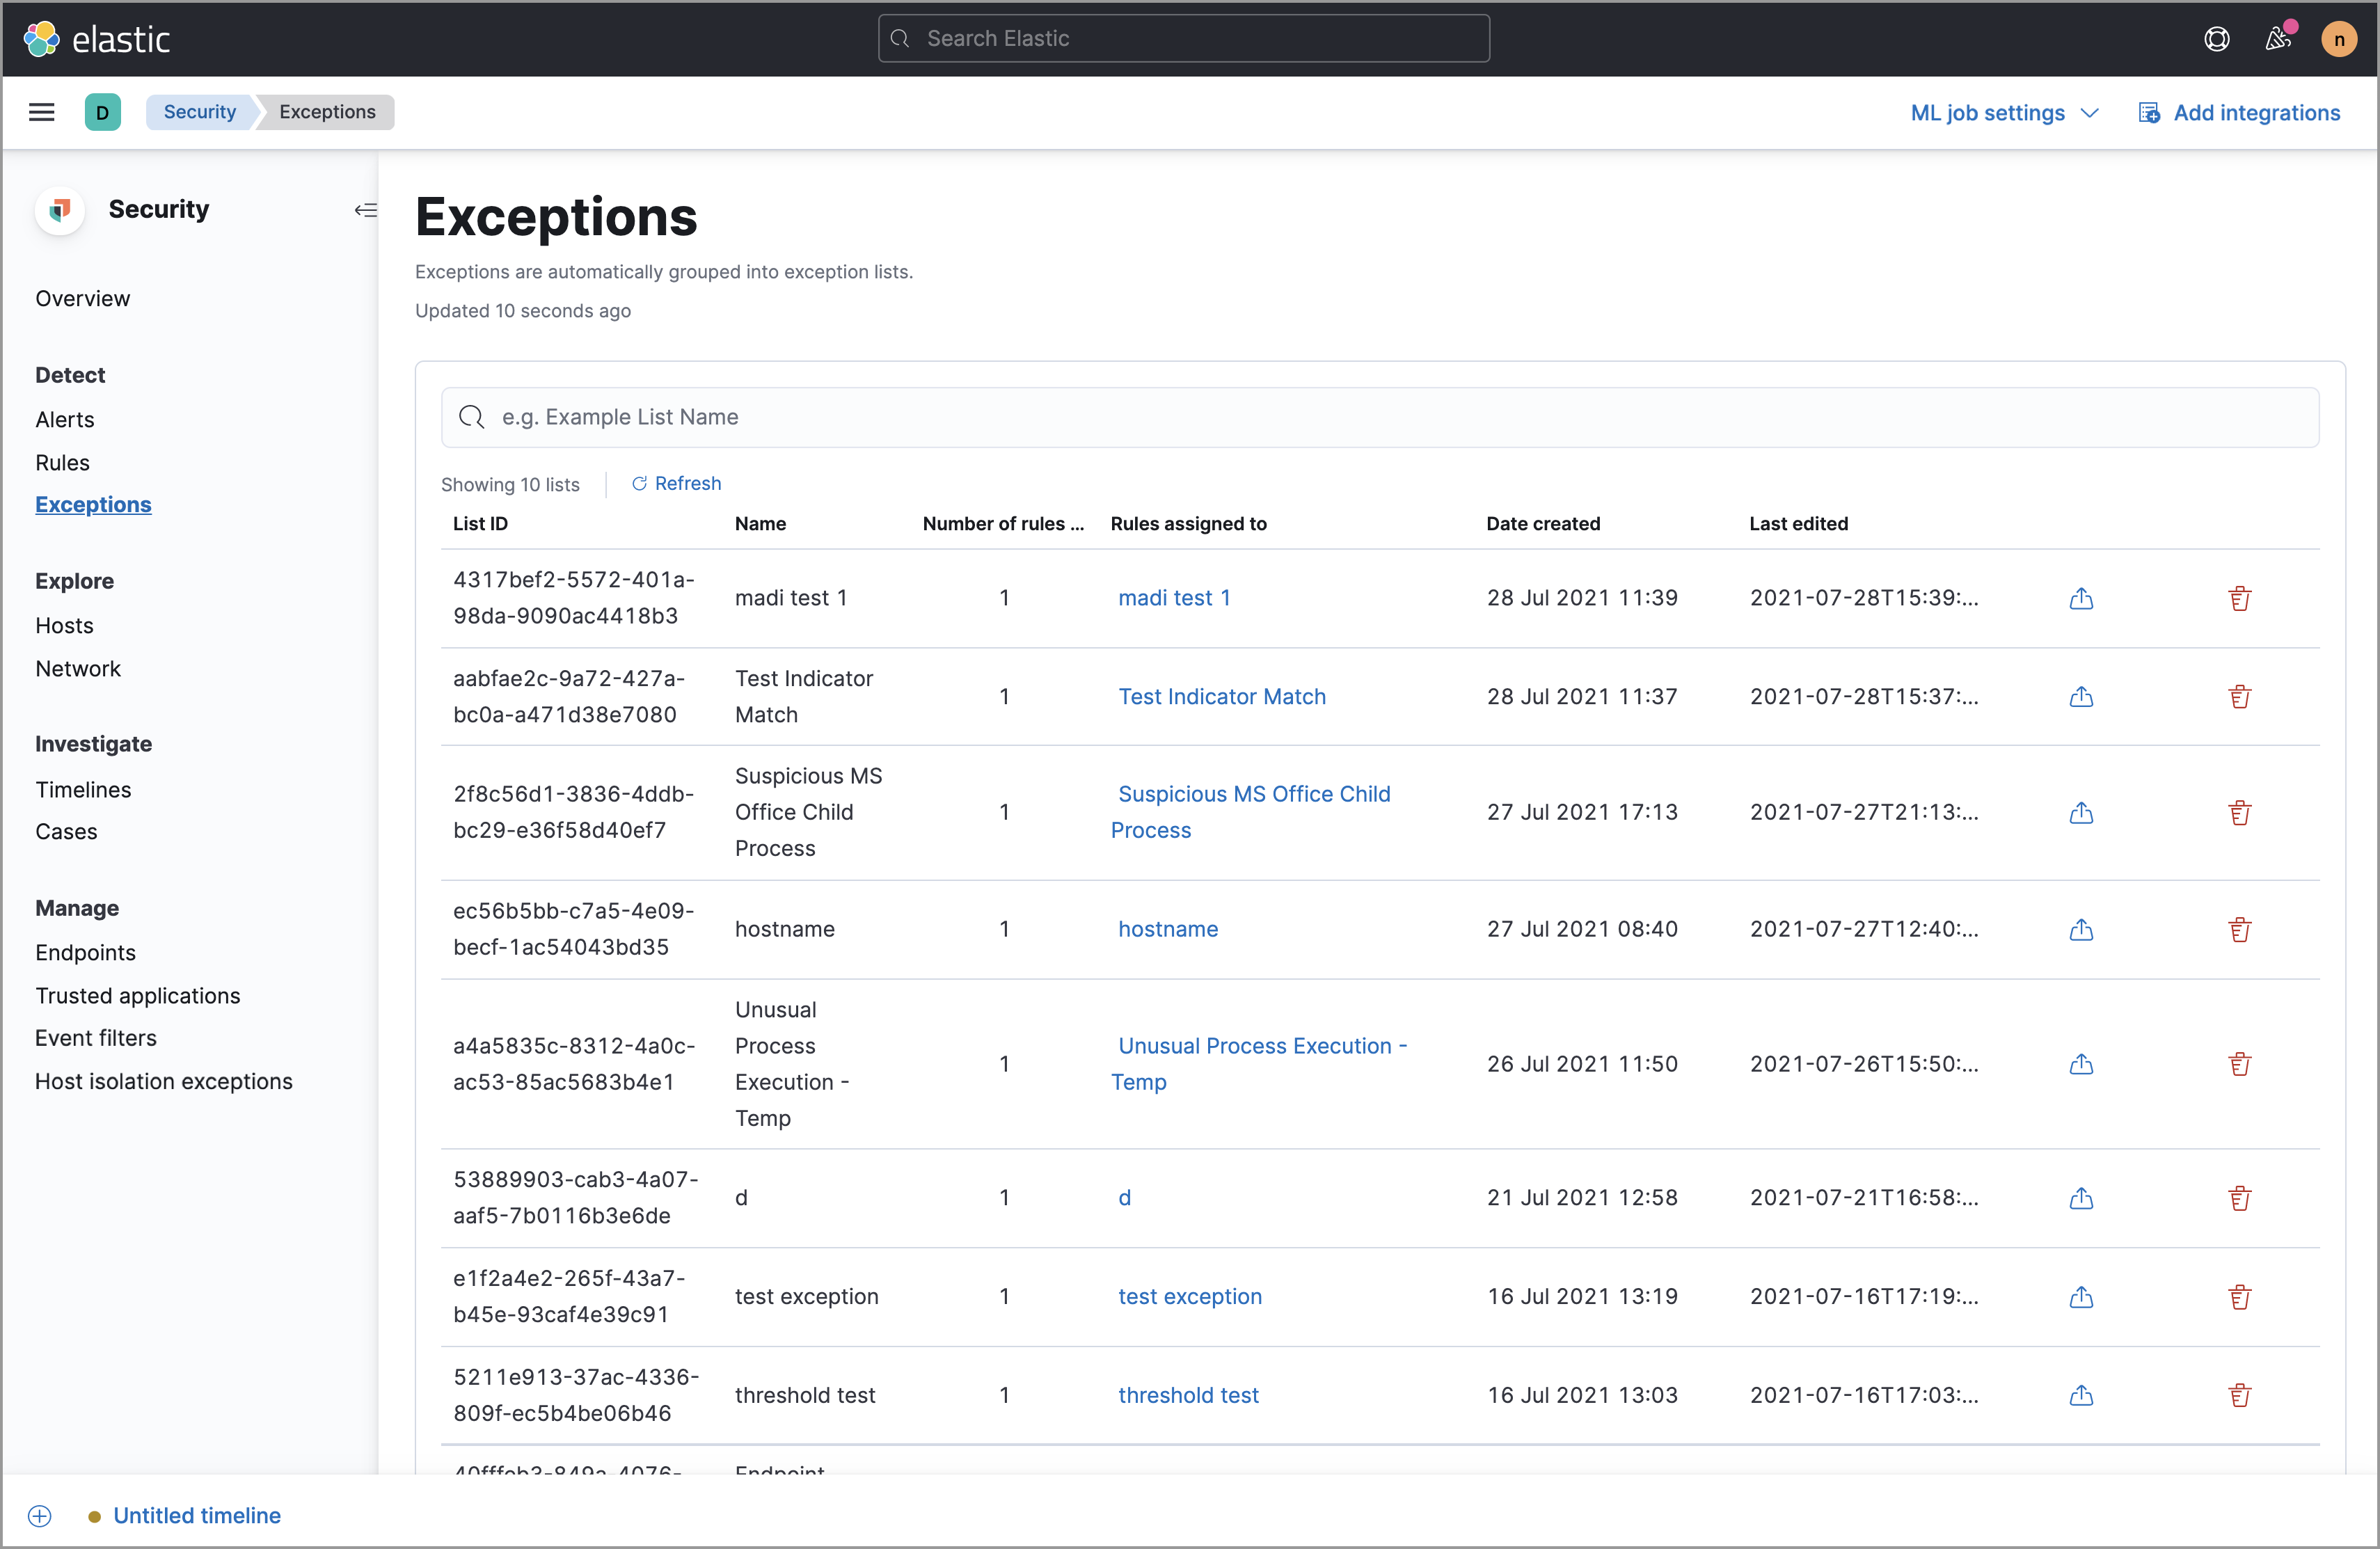 elastic
Search Elastic
n
D
Security
Exceptions
ML job settings
Add integrations
Security
Overview
Detect
Alerts
Rules
Exceptions
Explore
Hosts
Network
Investigate
Timelines
Cases
Manage
Endpoints
Trusted applications
Event filters
Host isolation exceptions
Exceptions
Exceptions are automatically grouped into exception lists.
Updated 10 seconds ago
e.g. Example List Name
Showing 10 lists
Refresh
List ID Name Number of rules ... Rules assigned to Date created Last edited
4317bef2-5572-401a-
98da-9090ac4418b3
madi test 1
1
madi test 1
28 Jul 2021 11:39
2021-07-28T15:39:...
aabfae2c-9a72-427a-
bc0a-a471d38e7080
Test Indicator
Match
1
Test Indicator Match
28 Jul 2021 11:37
2021-07-28T15:37:...
2f8c56d1-3836-4ddb-
bc29-e36f58d40ef7
Suspicious MS
Office Child
Process
1
Suspicious MS Office Child
Process
27 Jul 2021 17:13
2021-07-27T21:13:...
ec56b5bb-c7a5-4e09-
becf-1ac54043bd35
hostname
1
hostname
27 Jul 2021 08:40
2021-07-27T12:40:...
a4a5835c-8312-4a0c-
ac53-85ac5683b4e1
Unusual
Process
Execution -
Temp
1
Unusual Process Execution -
Temp
26 Jul 2021 11:50
2021-07-26T15:50:...
53889903-cab3-4a07-
aaf5-7b0116b3e6de
d
1
d
21 Jul 2021 12:58
2021-07-21T16:58:...
e1f2a4e2-265f-43a7-
b45e-93caf4e39c91
test exception
1
test exception
16 Jul 2021 13:19
2021-07-16T17:19:...
5211e913-37ac-4336-
809f-ec5b4be06b46
threshold test
1
threshold test
16 Jul 2021 13:03
2021-07-16T17:03:...
Endpoint
Untitled timeline